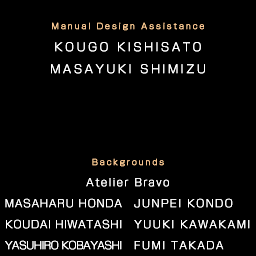 Manual Design Assistance
KOUGO KISHISATO
MASAYUKI SHIMIZU
Backgrounds
Atelier Bravo
MASAHARU HONDA JUNPEI KONDO
KOUDAI HIWATASHI YUUKI KAWAKAMI
YASUHIRO KOBAYASHI FUMI TAKADA